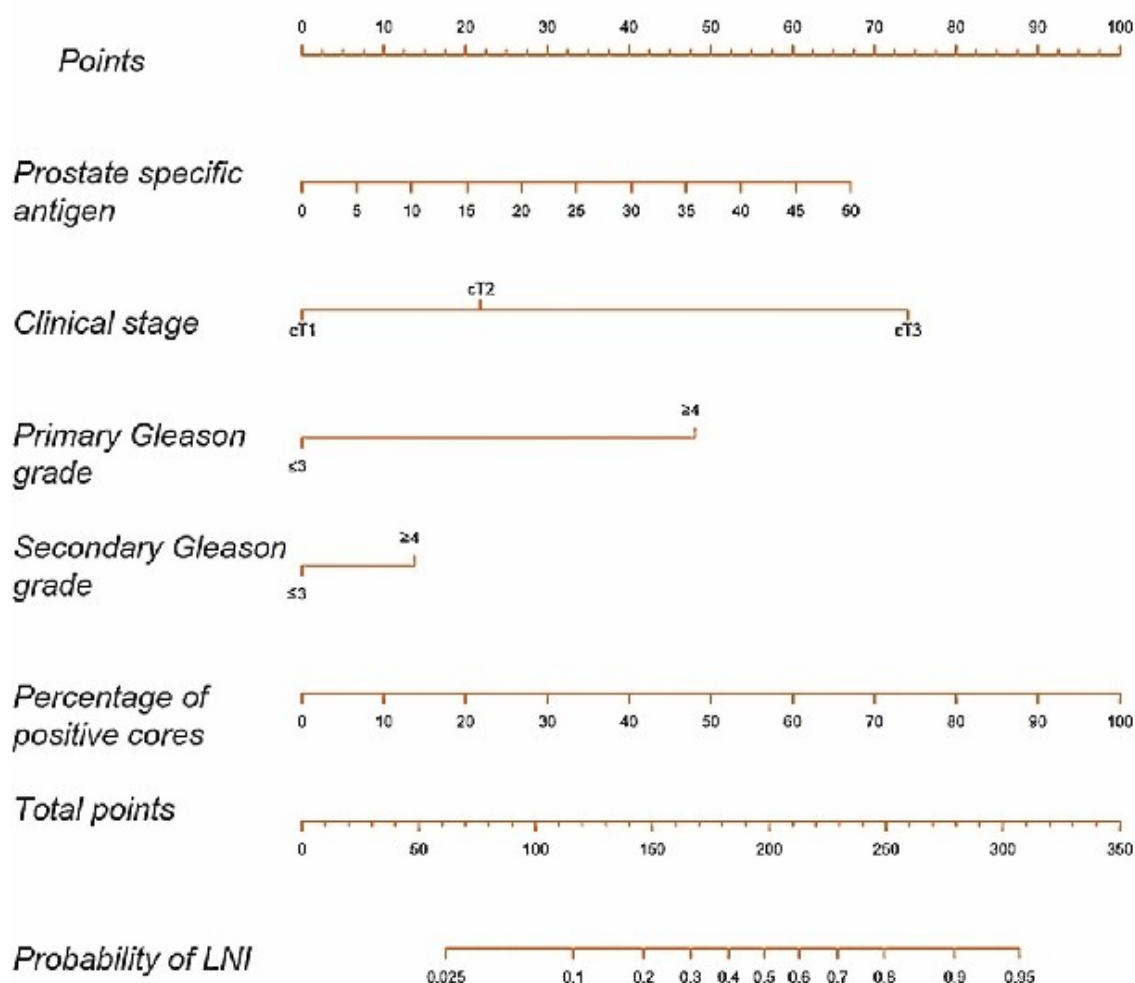 0 10 20 30 40 50 60 70 80 90 100
Points
Prostate specific
antigen
0 5 10 15 20 25 30 35 40 45 50
cT2
Clinical stage
cT1 cT3
≥4
Primary Gleason
grade
≤3
≥4
Secondary Gleason
grade
≤3
Percentage of
positive cores
0 10 20 30 40 50 60 70 80 90 100
Total points
0 50 100 150 200 250 300 350
Probability of LNI
0.025 0.1 0.2 0.3 0.4 0.5 0.6 0.7 0.8 0.9 0.95